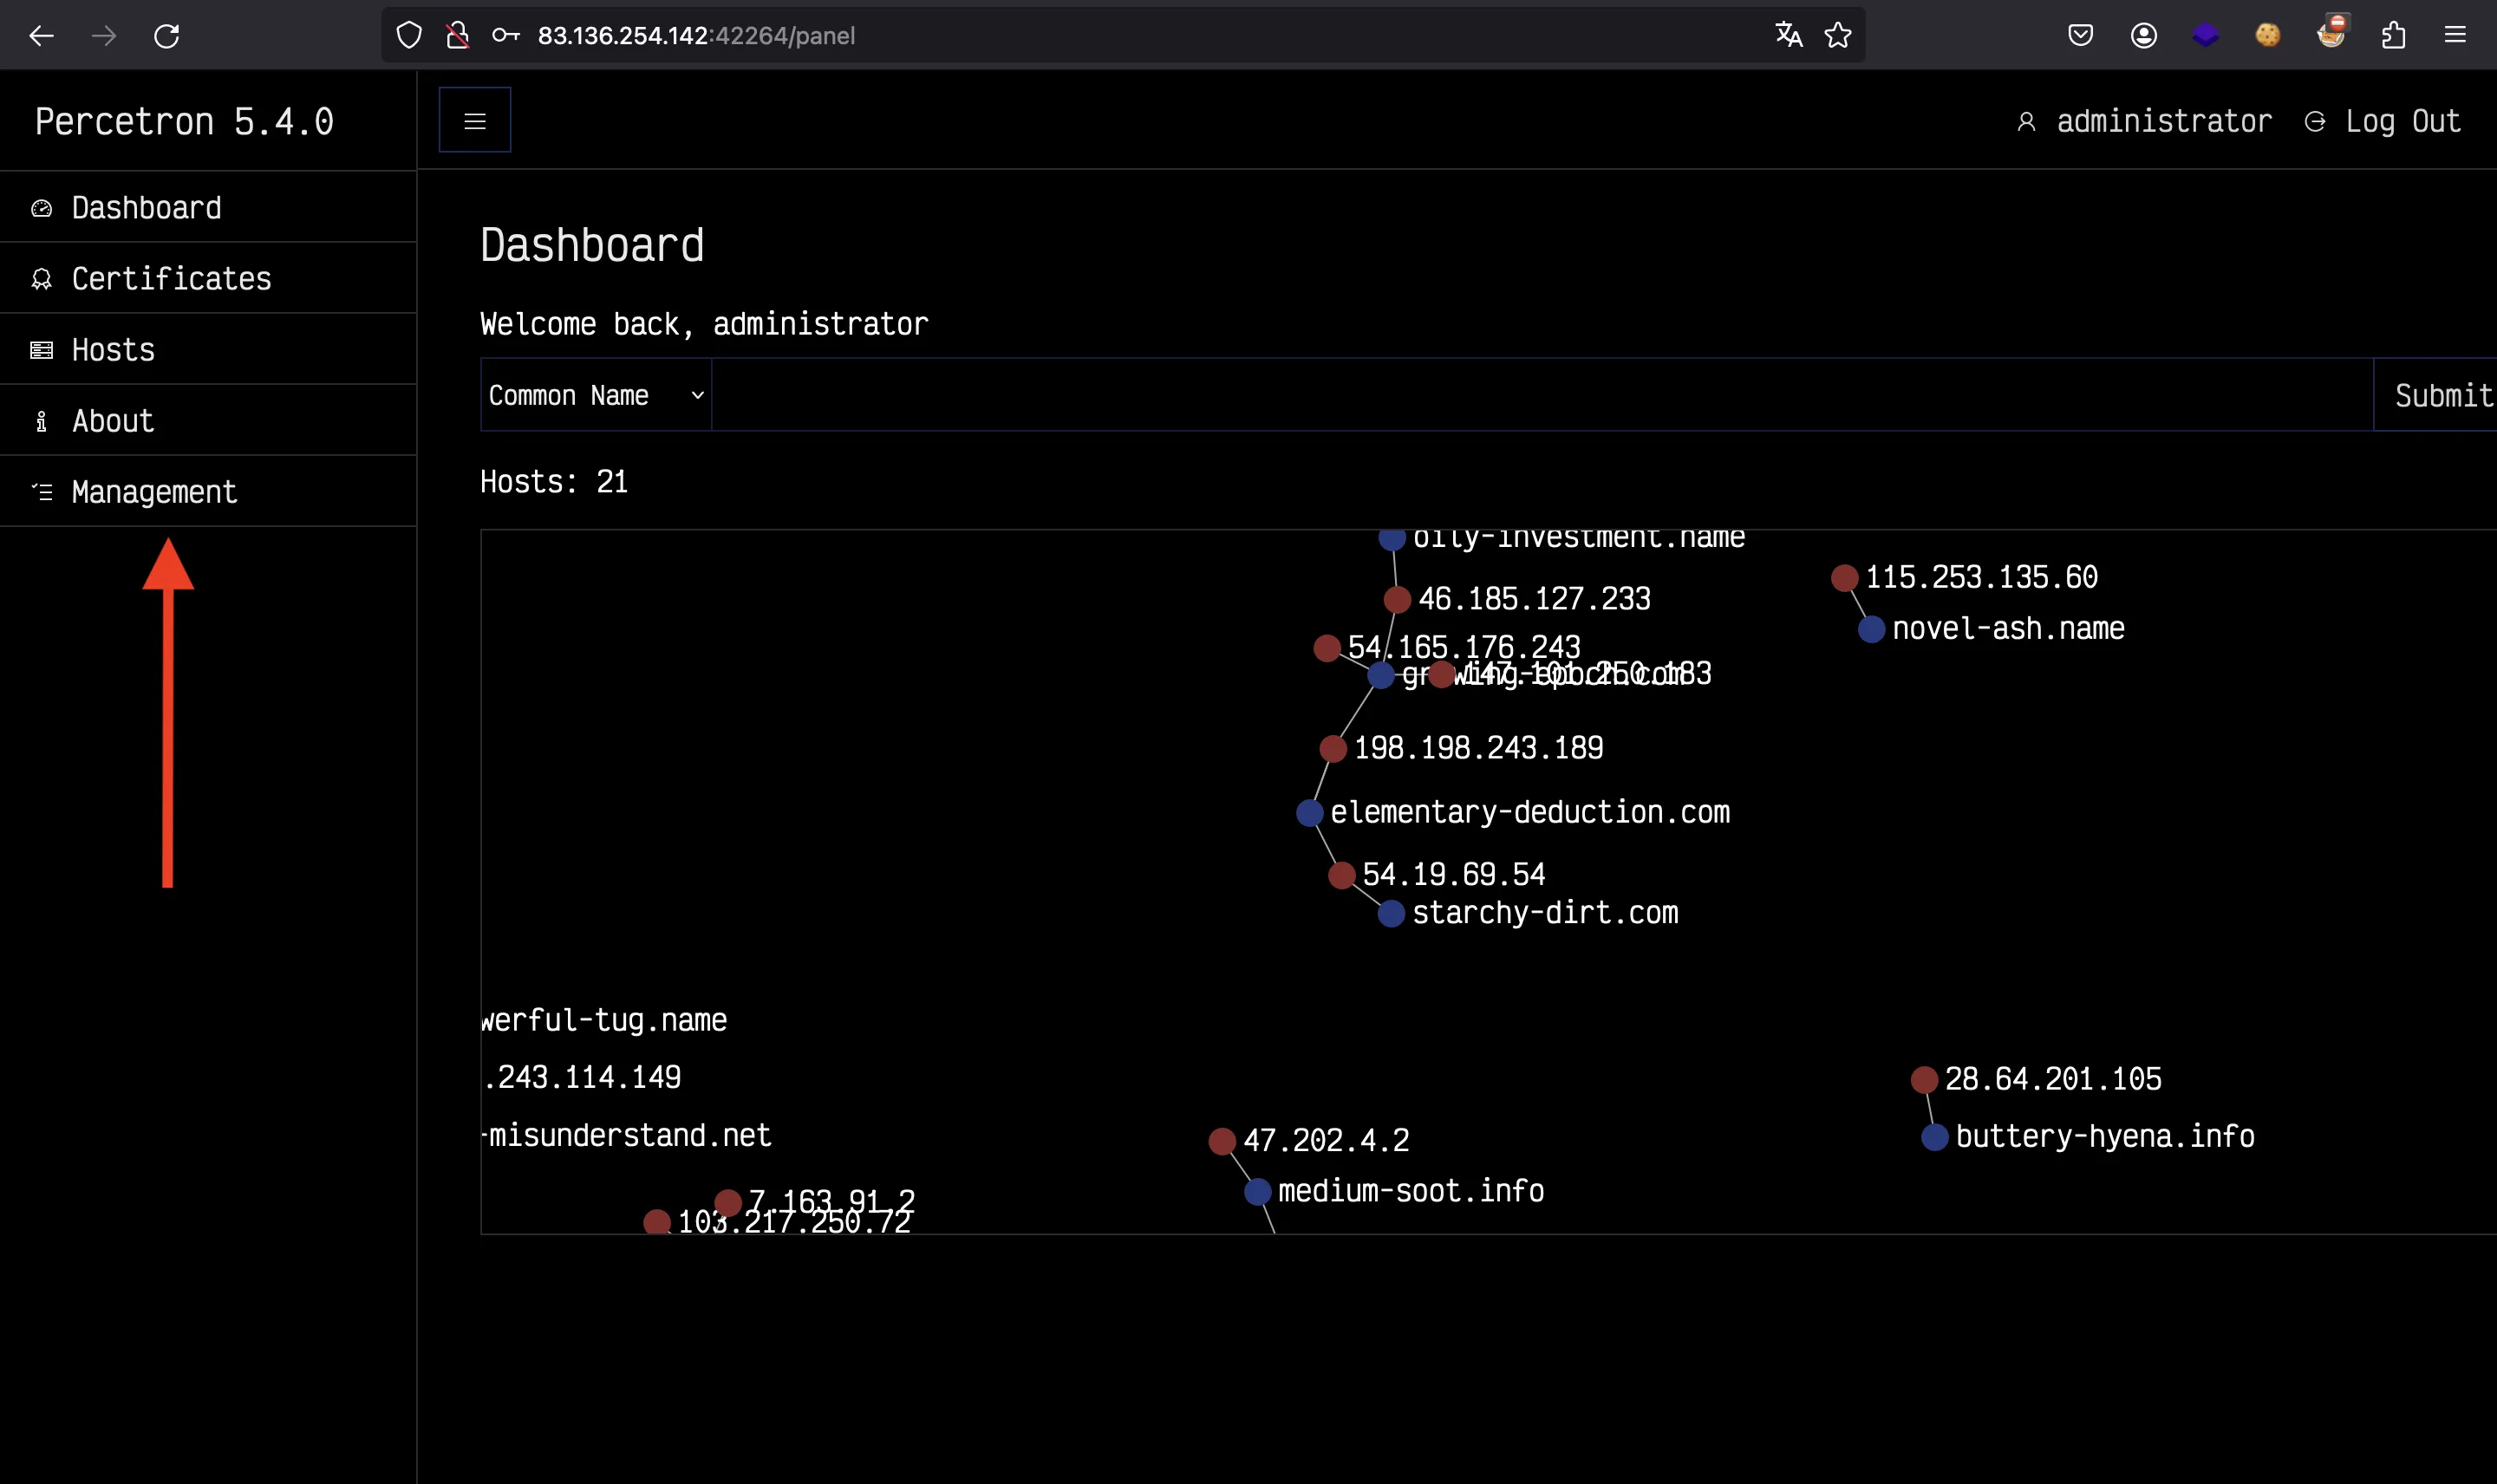 83.136.254.142:42264/panel
Percetron 5.4.0
administrator
Log Out
Dashboard
Certificates
Hosts
About
Management
Dashboard
Welcome back, administrator
Common Name
Submit
Hosts: 21
oily-investment.name
115.253.135.60
46.185.127.233
novel-ash.name
54.165.176.243
growing-epoch.com
147.101.250.183
198.198.243.189
elementary-deduction.com
54.19.69.54
starchy-dirt.com
werful-tug.name
.243.114.149
28.64.201.105
-misunderstand.net
47.202.4.2
buttery-hyena.info
medium-soot.info
7.163.91.2
103.217.250.72